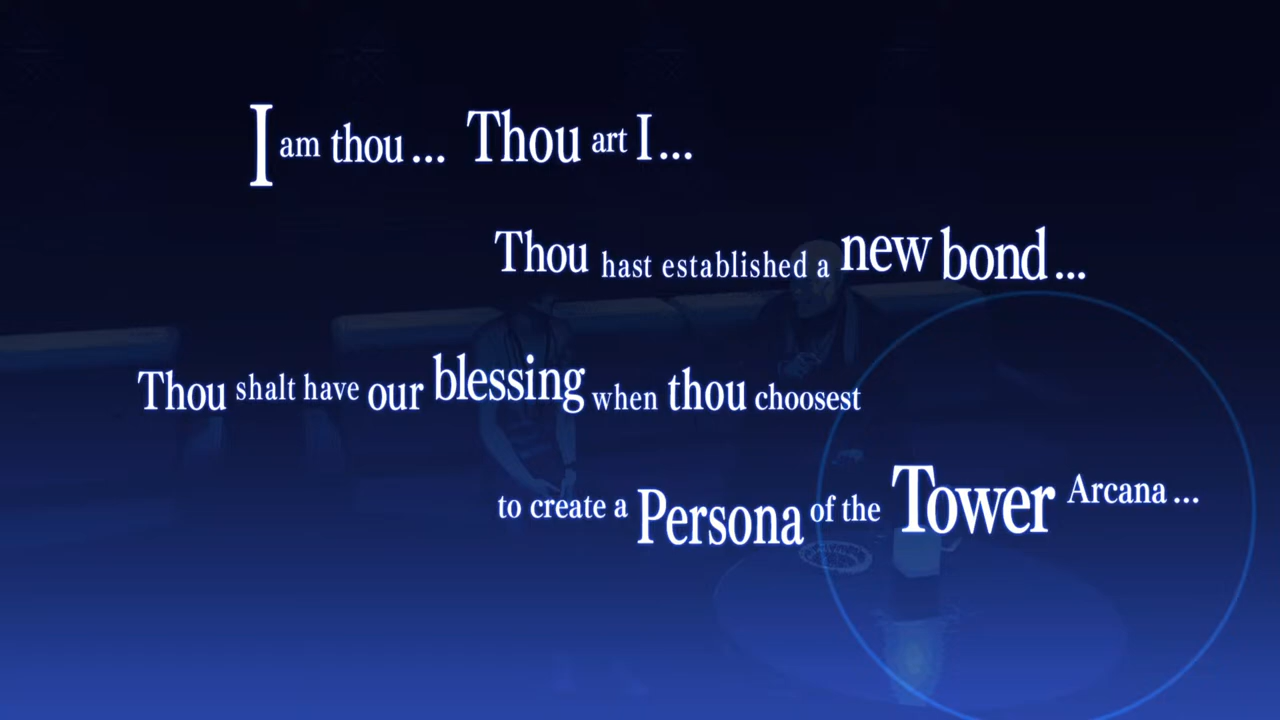 I am thou... Thou art I...
Thou hast established a new bond...
Thou shalt have our blessing when thou choosest
to create a Persona of the Tower Arcana...